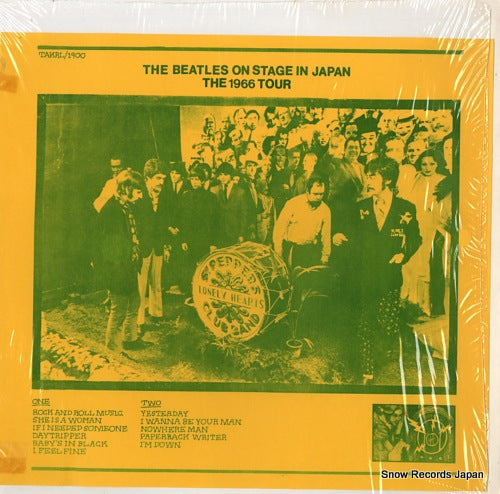 TAKRL/1900
THE BEATLES ON STAGE IN JAPAN
THE 1966 TOUR
SGT. PEPPERS
LONELY HEARTS
CLUB BAND
ONE
ROCK AND ROLL MUSIC
SHE IS A WOMAN
IF I NEEDED SOMEONE
DAYTRIPPER
BABY'S IN BLACK
I FEEL FINE
TWO
YESTERDAY
I WANNA BE YOUR MAN
NOWHERE MAN
PAPERBACK WRITER
I'M DOWN
Snow Records Japan